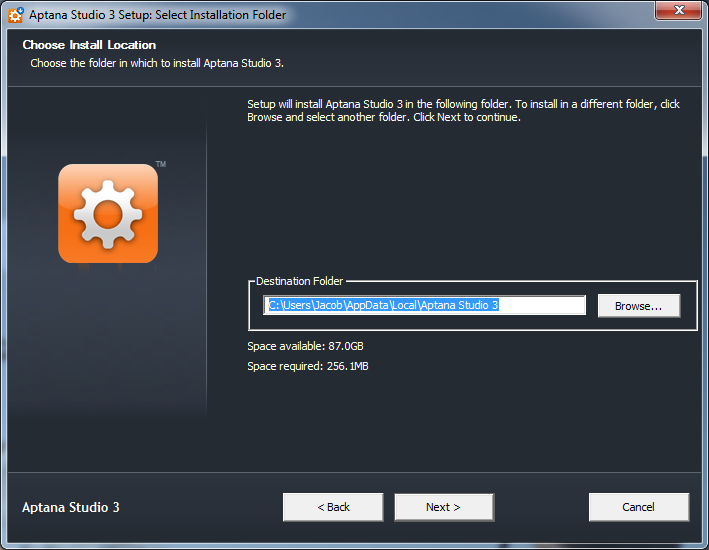 Aptana Studio 3 Setup: Select Installation Folder
Choose Install Location
Choose the folder in which to install Aptana Studio 3.
Setup will install Aptana Studio 3 in the following folder. To install in a different folder, click
Browse and select another folder. Click Next to continue.
TM
Destination Folder
C:\Users\Jacob\AppData\Local\Aptana Studio 3
Browse...
Space available: 87.0GB
Space required: 256.1MB
Aptana Studio 3
< Back
Next >
Cancel